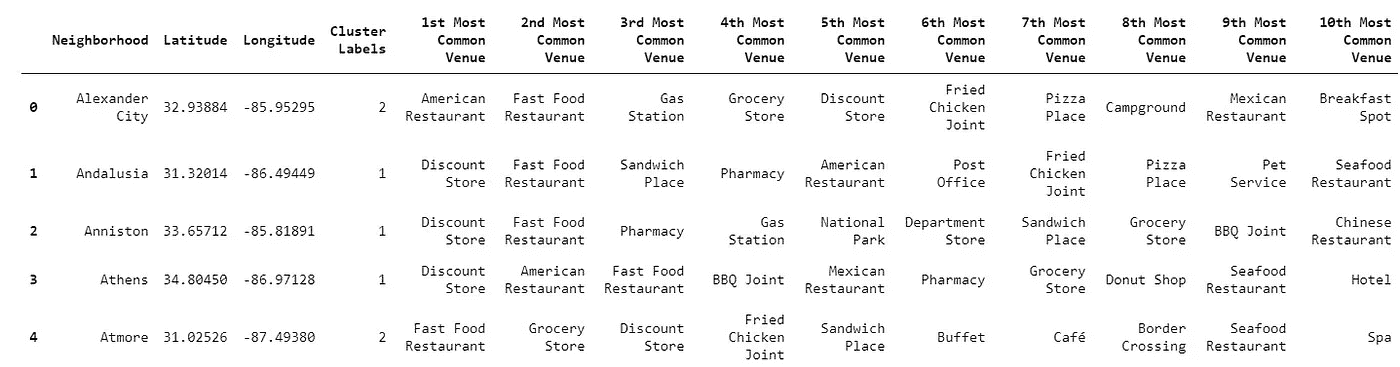 Neighborhood Latitude Longitude Cluster Labels 1st Most Common Venue 2nd Most Common Venue 3rd Most Common Venue 4th Most Common Venue 5th Most Common Venue 6th Most Common Venue 7th Most Common Venue 8th Most Common Venue 9th Most Common Venue 10th Most Common Venue
0 Alexander City 32.93884 -85.95295 2 American Restaurant Fast Food Restaurant Gas Station Grocery Store Discount Store Fried Chicken Joint Pizza Place Campground Mexican Restaurant Breakfast Spot
1 Andalusia 31.32014 -86.49449 1 Discount Store Fast Food Restaurant Sandwich Place Pharmacy American Restaurant Post Office Fried Chicken Joint Pizza Place Pet Service Seafood Restaurant
2 Anniston 33.65712 -85.81891 1 Discount Store Fast Food Restaurant Pharmacy Gas Station National Park Department Store Sandwich Place Grocery Store BBQ Joint Chinese Restaurant
3 Athens 34.80450 -86.97128 1 Discount Store American Restaurant Fast Food Restaurant BBQ Joint Mexican Restaurant Pharmacy Grocery Store Donut Shop Seafood Restaurant Hotel
4 Atmore 31.02526 -87.49380 2 Fast Food Restaurant Grocery Store Discount Store Fried Chicken Joint Sandwich Place Buffet Café Border Crossing Seafood Restaurant Spa